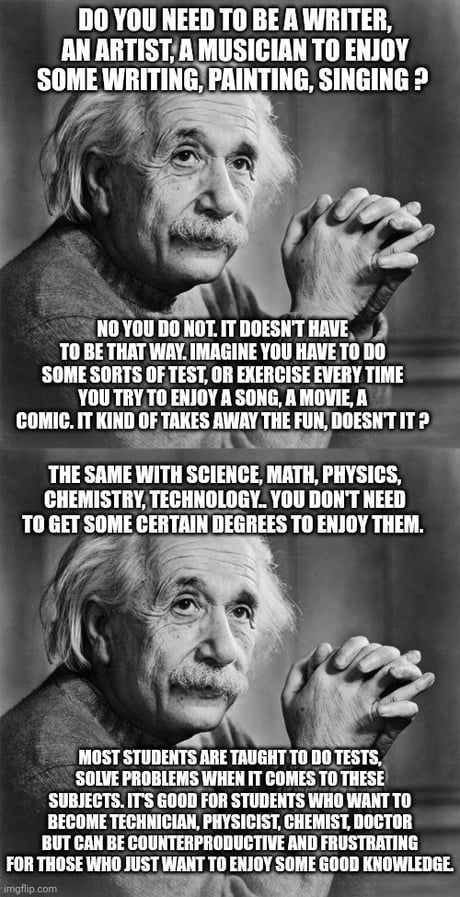 DO YOU NEED TO BE A WRITER,
AN ARTIST, A MUSICIAN TO ENJOY
SOME WRITING, PAINTING, SINGING ?
NO YOU DO NOT. IT DOESN'T HAVE
TO BE THAT WAY. IMAGINE YOU HAVE TO DO
SOME SORTS OF TEST, OR EXERCISE EVERY TIME
YOU TRY TO ENJOY A SONG, A MOVIE, A
COMIC. IT KIND OF TAKES AWAY THE FUN, DOESN'T IT ?
THE SAME WITH SCIENCE, MATH, PHYSICS,
CHEMISTRY, TECHNOLOGY.. YOU DON'T NEED
TO GET SOME CERTAIN DEGREES TO ENJOY THEM.
MOST STUDENTS ARE TAUGHT TO DO TESTS,
SOLVE PROBLEMS WHEN IT COMES TO THESE
SUBJECTS. IT'S GOOD FOR STUDENTS WHO WANT TO
BECOME TECHNICIAN, PHYSICIST, CHEMIST, DOCTOR
BUT CAN BE COUNTERPRODUCTIVE AND FRUSTRATING
FOR THOSE WHO JUST WANT TO ENJOY SOME GOOD KNOWLEDGE.
imgflip.com